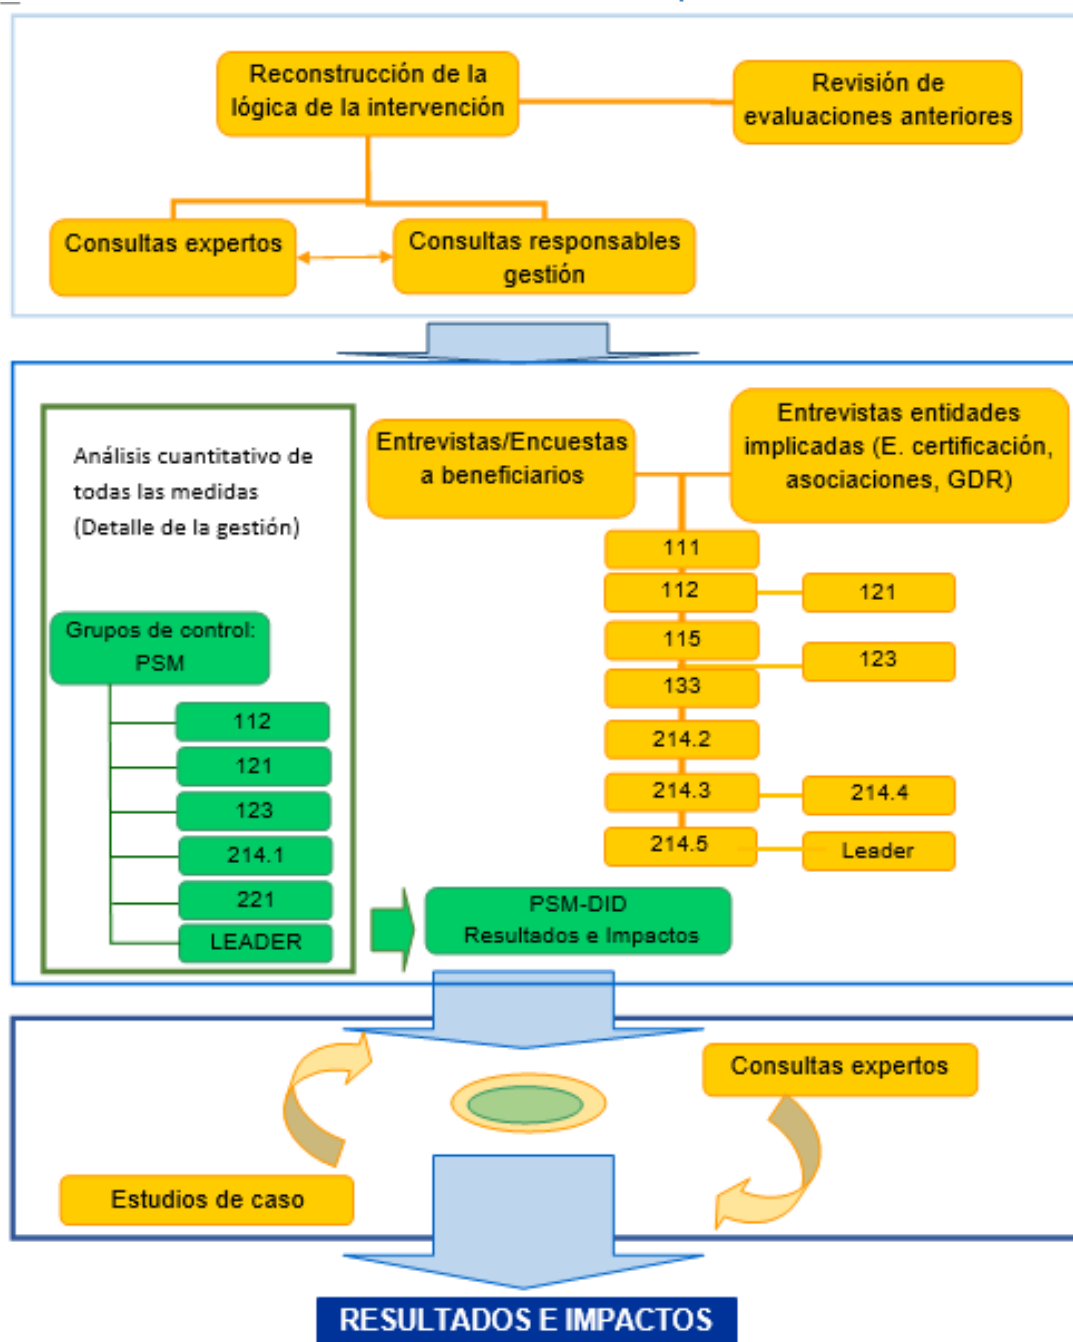 Reconstrucción de la
lógica de la intervención
Revisión de
evaluaciones anteriores
Consultas expertos
Consultas responsables
gestión
Análisis cuantitativo de
todas las medidas
(Detalle de la gestión)
Grupos de control:
PSM
112
121
123
214.1
221
LEADER
Entrevistas/Encuestas
a beneficiarios
Entrevistas entidades
implicadas (E. certificación,
asociaciones, GDR)
111
112
121
115
123
133
214.2
214.3
214.4
214.5
Leader
PSM-DID
Resultados e Impactos
Consultas expertos
Estudios de caso
RESULTADOS E IMPACTOS